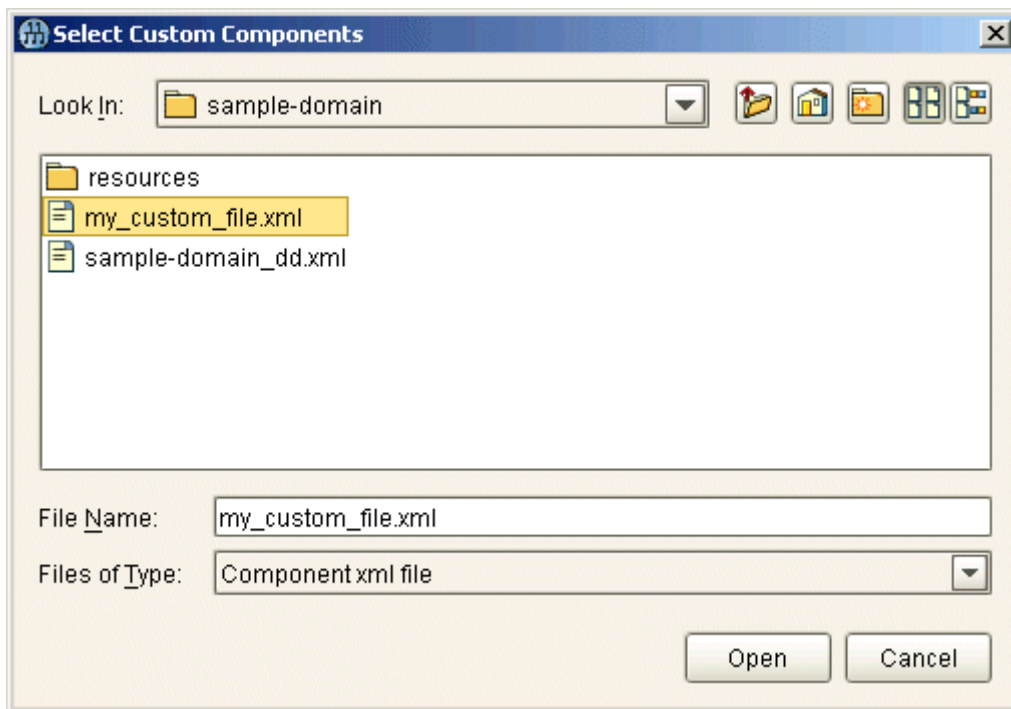 Select Custom Components
Look In: sample-domain
resources
my_custom_file.xml
sample-domain_dd.xml
File Name: my_custom_file.xml
Files of Type: Component xml file
Open Cancel